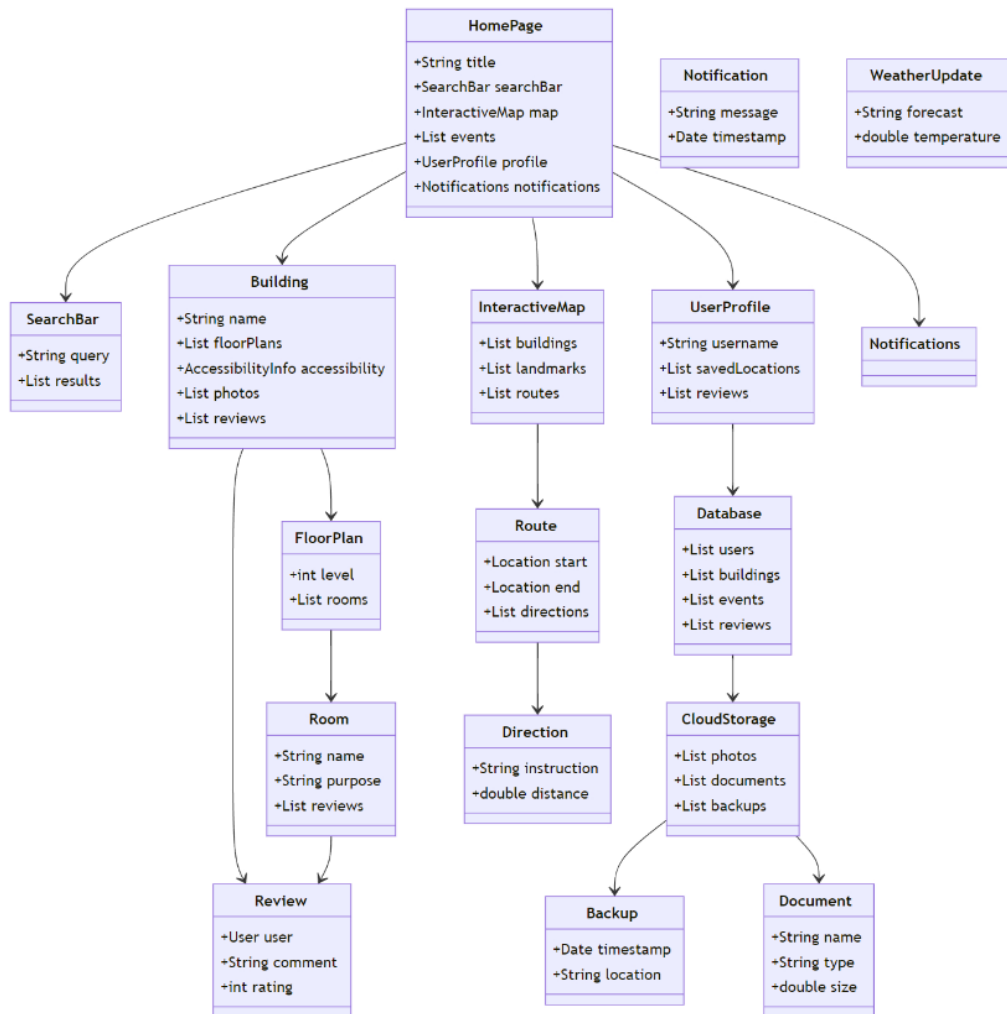 HomePage
+String title
+SearchBar searchBar
+InteractiveMap map
+List events
+UserProfile profile
+Notifications notifications
Notification
+String message
+Date timestamp
WeatherUpdate
+String forecast
+double temperature
SearchBar
+String query
+List results
Building
+String name
+List floorPlans
+AccessibilityInfo accessibility
+List photos
+List reviews
InteractiveMap
+List buildings
+List landmarks
+List routes
UserProfile
+String username
+List savedLocations
+List reviews
Notifications
FloorPlan
+int level
+List rooms
Route
+Location start
+Location end
+List directions
Database
+List users
+List buildings
+List events
+List reviews
Room
+String name
+String purpose
+List reviews
Direction
+String instruction
+double distance
CloudStorage
+List photos
+List documents
+List backups
Review
+User user
+String comment
+int rating
Backup
+Date timestamp
+String location
Document
+String name
+String type
+double size